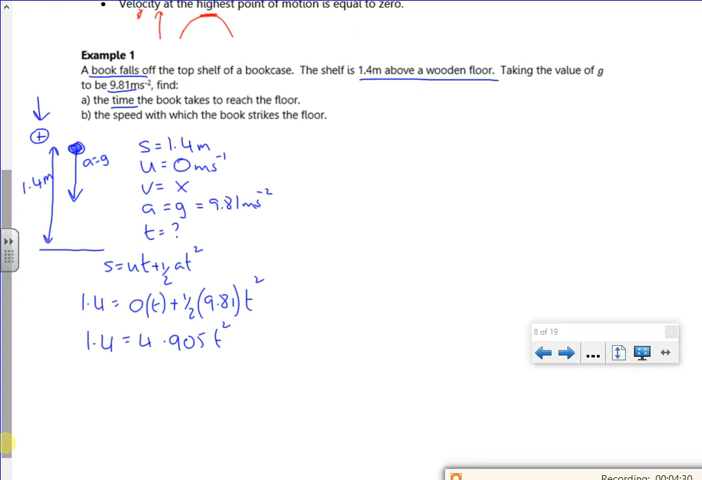 • Velocity at the highest point of motion is equal to zero.
Example 1
A book falls off the top shelf of a bookcase. The shelf is 1.4m above a wooden floor. Taking the value of g
to be 9.81ms⁻², find:
a) the time the book takes to reach the floor.
b) the speed with which the book strikes the floor.
+
1.4m
a=g
s = 1.4m
u = 0ms⁻¹
v = x
a = g = 9.81ms⁻²
t = ?
s=ut+½at²
1.4 = 0(t)+½(9.81)t²
1.4 = 4.905t²
8 of 19
...
Recording: 00:04:30